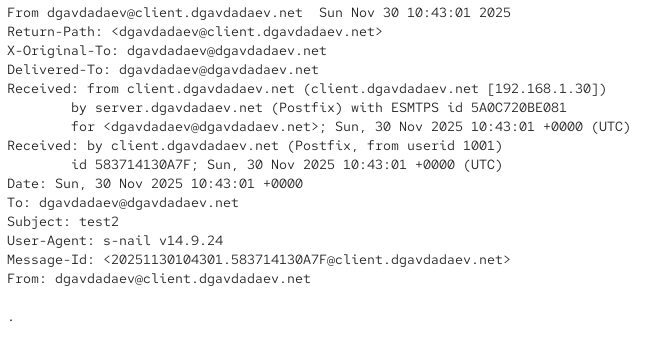 From dgavdadaev@client.dgavdadaev.net  Sun Nov 30 10:43:01 2025
Return-Path: <dgavdadaev@client.dgavdadaev.net>
X-Original-To: dgavdadaev@dgavdadaev.net
Delivered-To: dgavdadaev@dgavdadaev.net
Received: from client.dgavdadaev.net (client.dgavdadaev.net [192.168.1.30])
        by server.dgavdadaev.net (Postfix) with ESMTPS id 5A0C720BE081
        for <dgavdadaev@dgavdadaev.net>; Sun, 30 Nov 2025 10:43:01 +0000 (UTC)
Received: by client.dgavdadaev.net (Postfix, from userid 1001)
        id 583714130A7F; Sun, 30 Nov 2025 10:43:01 +0000 (UTC)
Date: Sun, 30 Nov 2025 10:43:01 +0000
To: dgavdadaev@dgavdadaev.net
Subject: test2
User-Agent: s-nail v14.9.24
Message-Id: <20251130104301.583714130A7F@client.dgavdadaev.net>
From: dgavdadaev@client.dgavdadaev.net

.